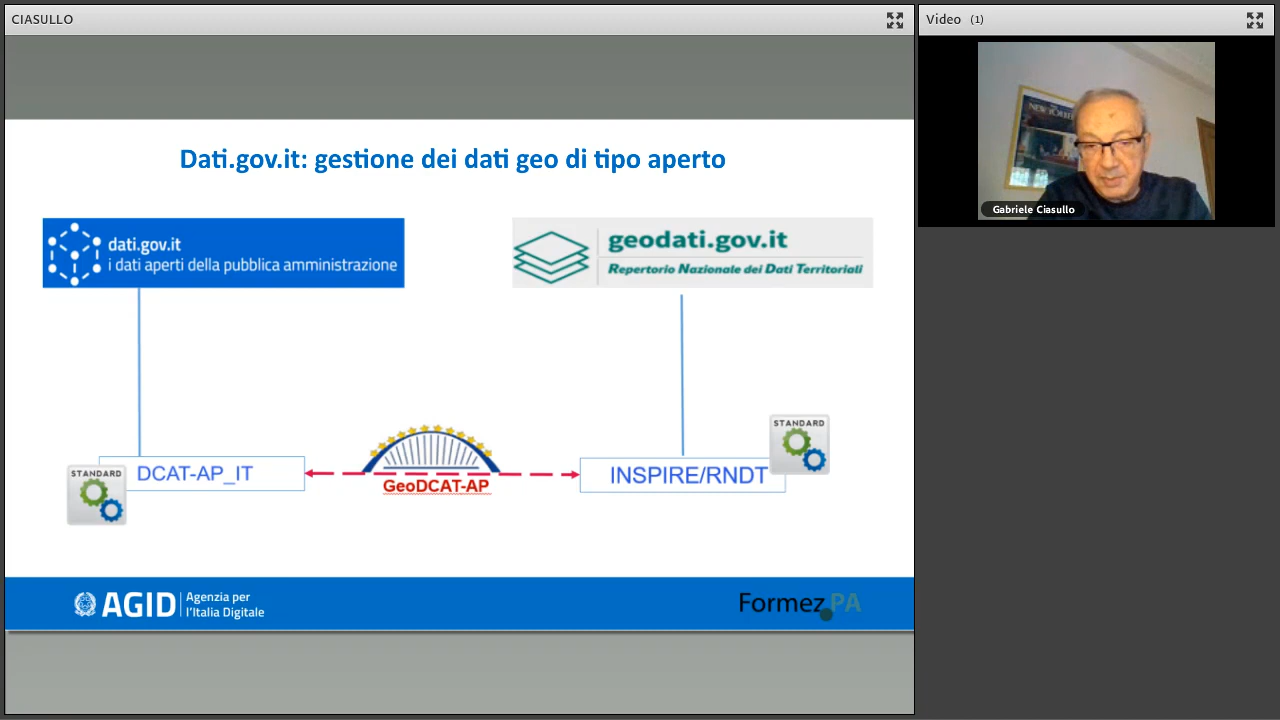 CIASULLO
Video (1)
Gabriele Ciasullo
Dati.gov.it: gestione dei dati geo di tipo aperto
dati.gov.it
i dati aperti della pubblica amministrazione
geodati.gov.it
Repertorio Nazionale dei Dati Territoriali
STANDARD
DCAT-AP_IT
GeoDCAT-AP
INSPIRE/RNDT
STANDARD
AGID
Agenzia per
l'Italia Digitale
Formez PA